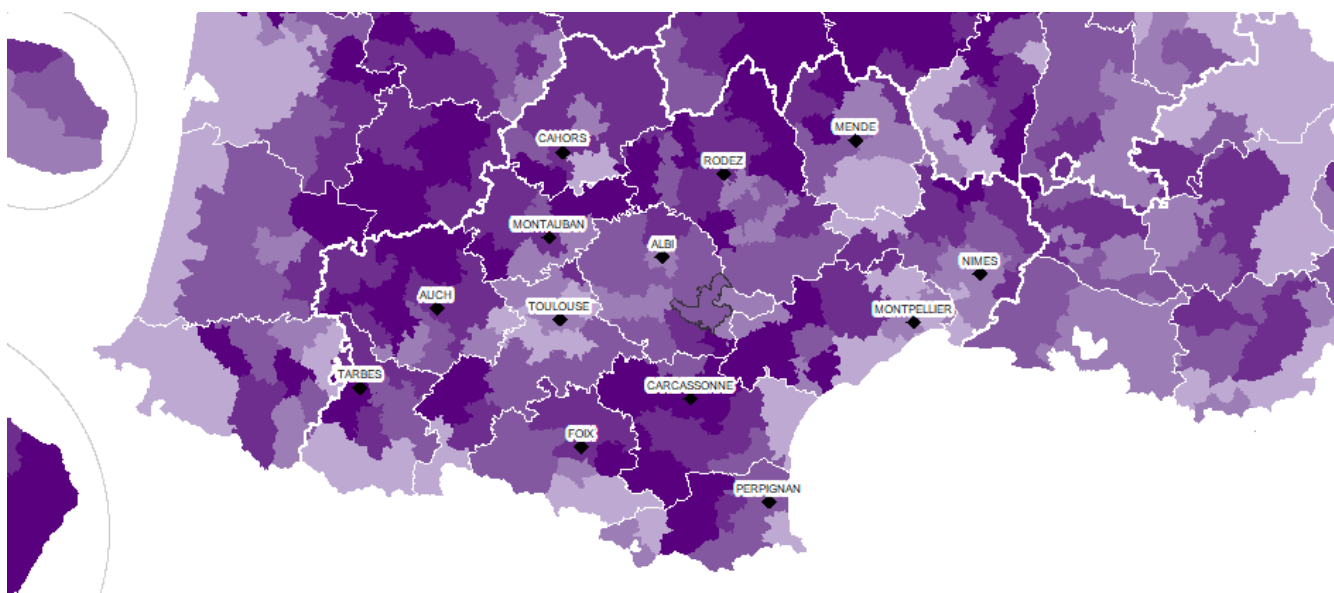 MENDE
CAHORS
RODEZ
MONTAUBAN
ALBI
NIMES
AUCH
TOULOUSE
MONTPELLIER
TARBES
CARCASSONNE
FOIX
PERPIGNAN